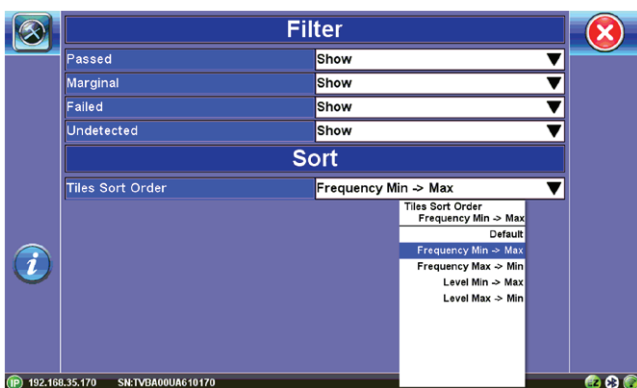 Filter
Passed Show
Marginal Show
Failed Show
Undetected Show
Sort
Tiles Sort Order Frequency Min -> Max
Tiles Sort Order
Frequency Min -> Max
Default
Frequency Min -> Max
Frequency Max -> Min
Level Min -> Max
Level Max -> Min
i
IP 192.168.35.170 SN:TVBA00UA610170